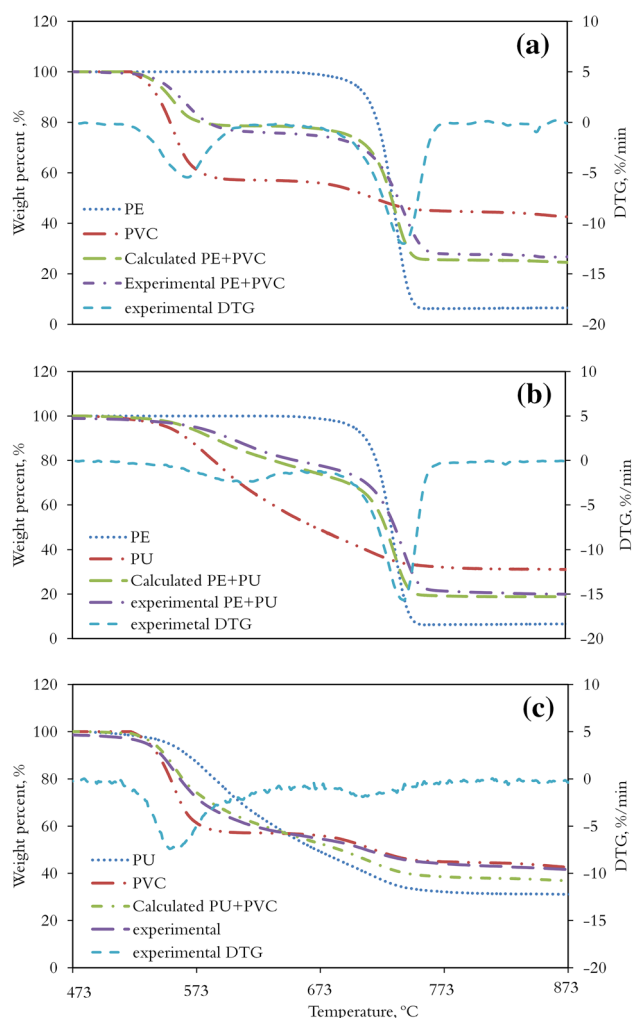 120
100
80
60
40
20
0
Weight percent ,%
10
5
0
−5
−10
−15
−20
DTG, %/min
(a)
PE
PVC
Calculated PE+PVC
Experimental PE+PVC
experimental DTG
120
100
80
60
40
20
0
Weight percent, %
10
5
0
−5
−10
−15
−20
DTG, %/min
(b)
PE
PU
Calculated PE+PU
experimental PE+PU
experimetal DTG
120
100
80
60
40
20
0
Weight percent, %
10
5
0
−5
−10
−15
−20
DTG, %/min
(c)
PU
PVC
Calculated PU+PVC
experimental
experimental DTG
473
573
673
773
873
Temperature, ºC